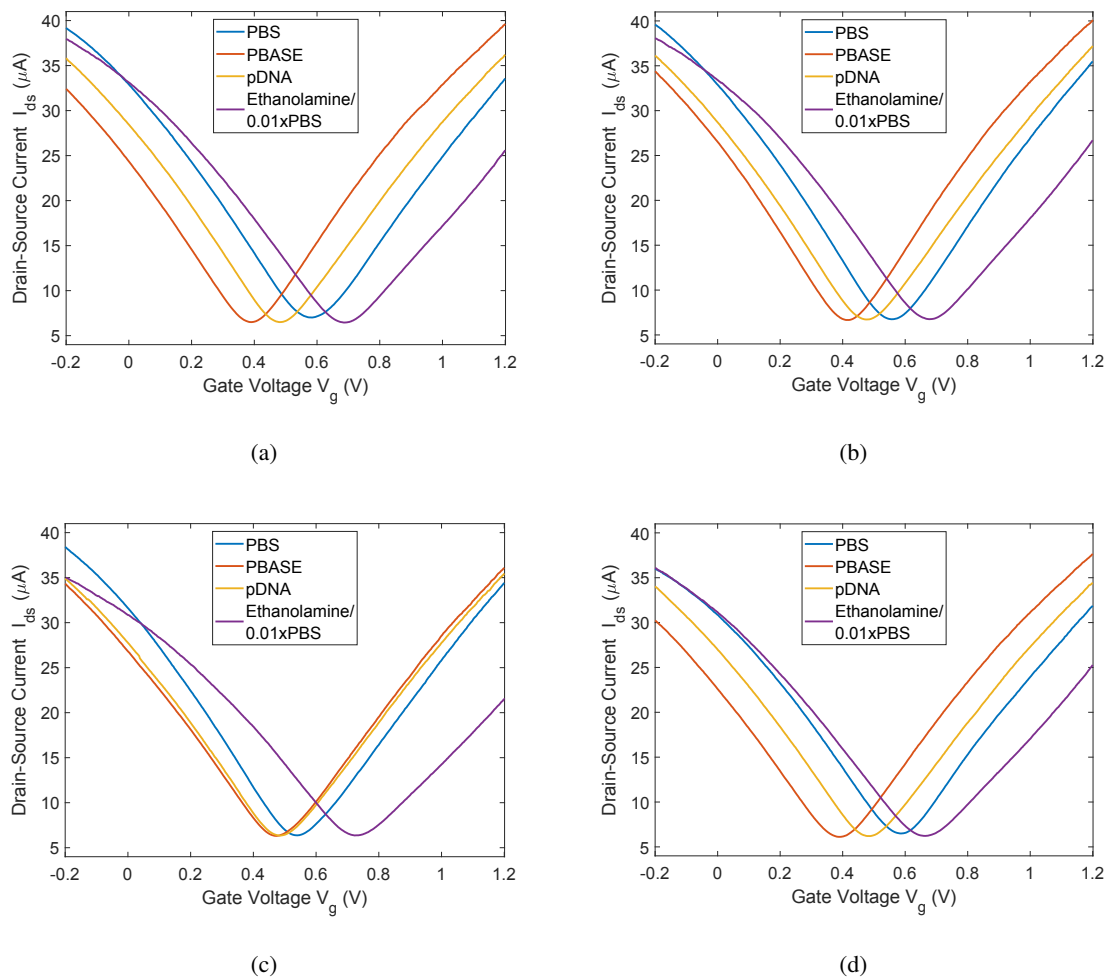 40
35
30
25
20
15
10
5
Drain-Source Current I_ds (μA)
PBS
PBASE
pDNA
Ethanolamine/
0.01xPBS
-0.2 0 0.2 0.4 0.6 0.8 1 1.2
Gate Voltage V_g (V)
(a)
40
35
30
25
20
15
10
5
Drain-Source Current I_ds (μA)
PBS
PBASE
pDNA
Ethanolamine/
0.01xPBS
-0.2 0 0.2 0.4 0.6 0.8 1 1.2
Gate Voltage V_g (V)
(b)
40
35
30
25
20
15
10
5
Drain-Source Current I_ds (μA)
PBS
PBASE
pDNA
Ethanolamine/
0.01xPBS
-0.2 0 0.2 0.4 0.6 0.8 1 1.2
Gate Voltage V_g (V)
(c)
40
35
30
25
20
15
10
5
Drain-Source Current I_ds (μA)
PBS
PBASE
pDNA
Ethanolamine/
0.01xPBS
-0.2 0 0.2 0.4 0.6 0.8 1 1.2
Gate Voltage V_g (V)
(d)